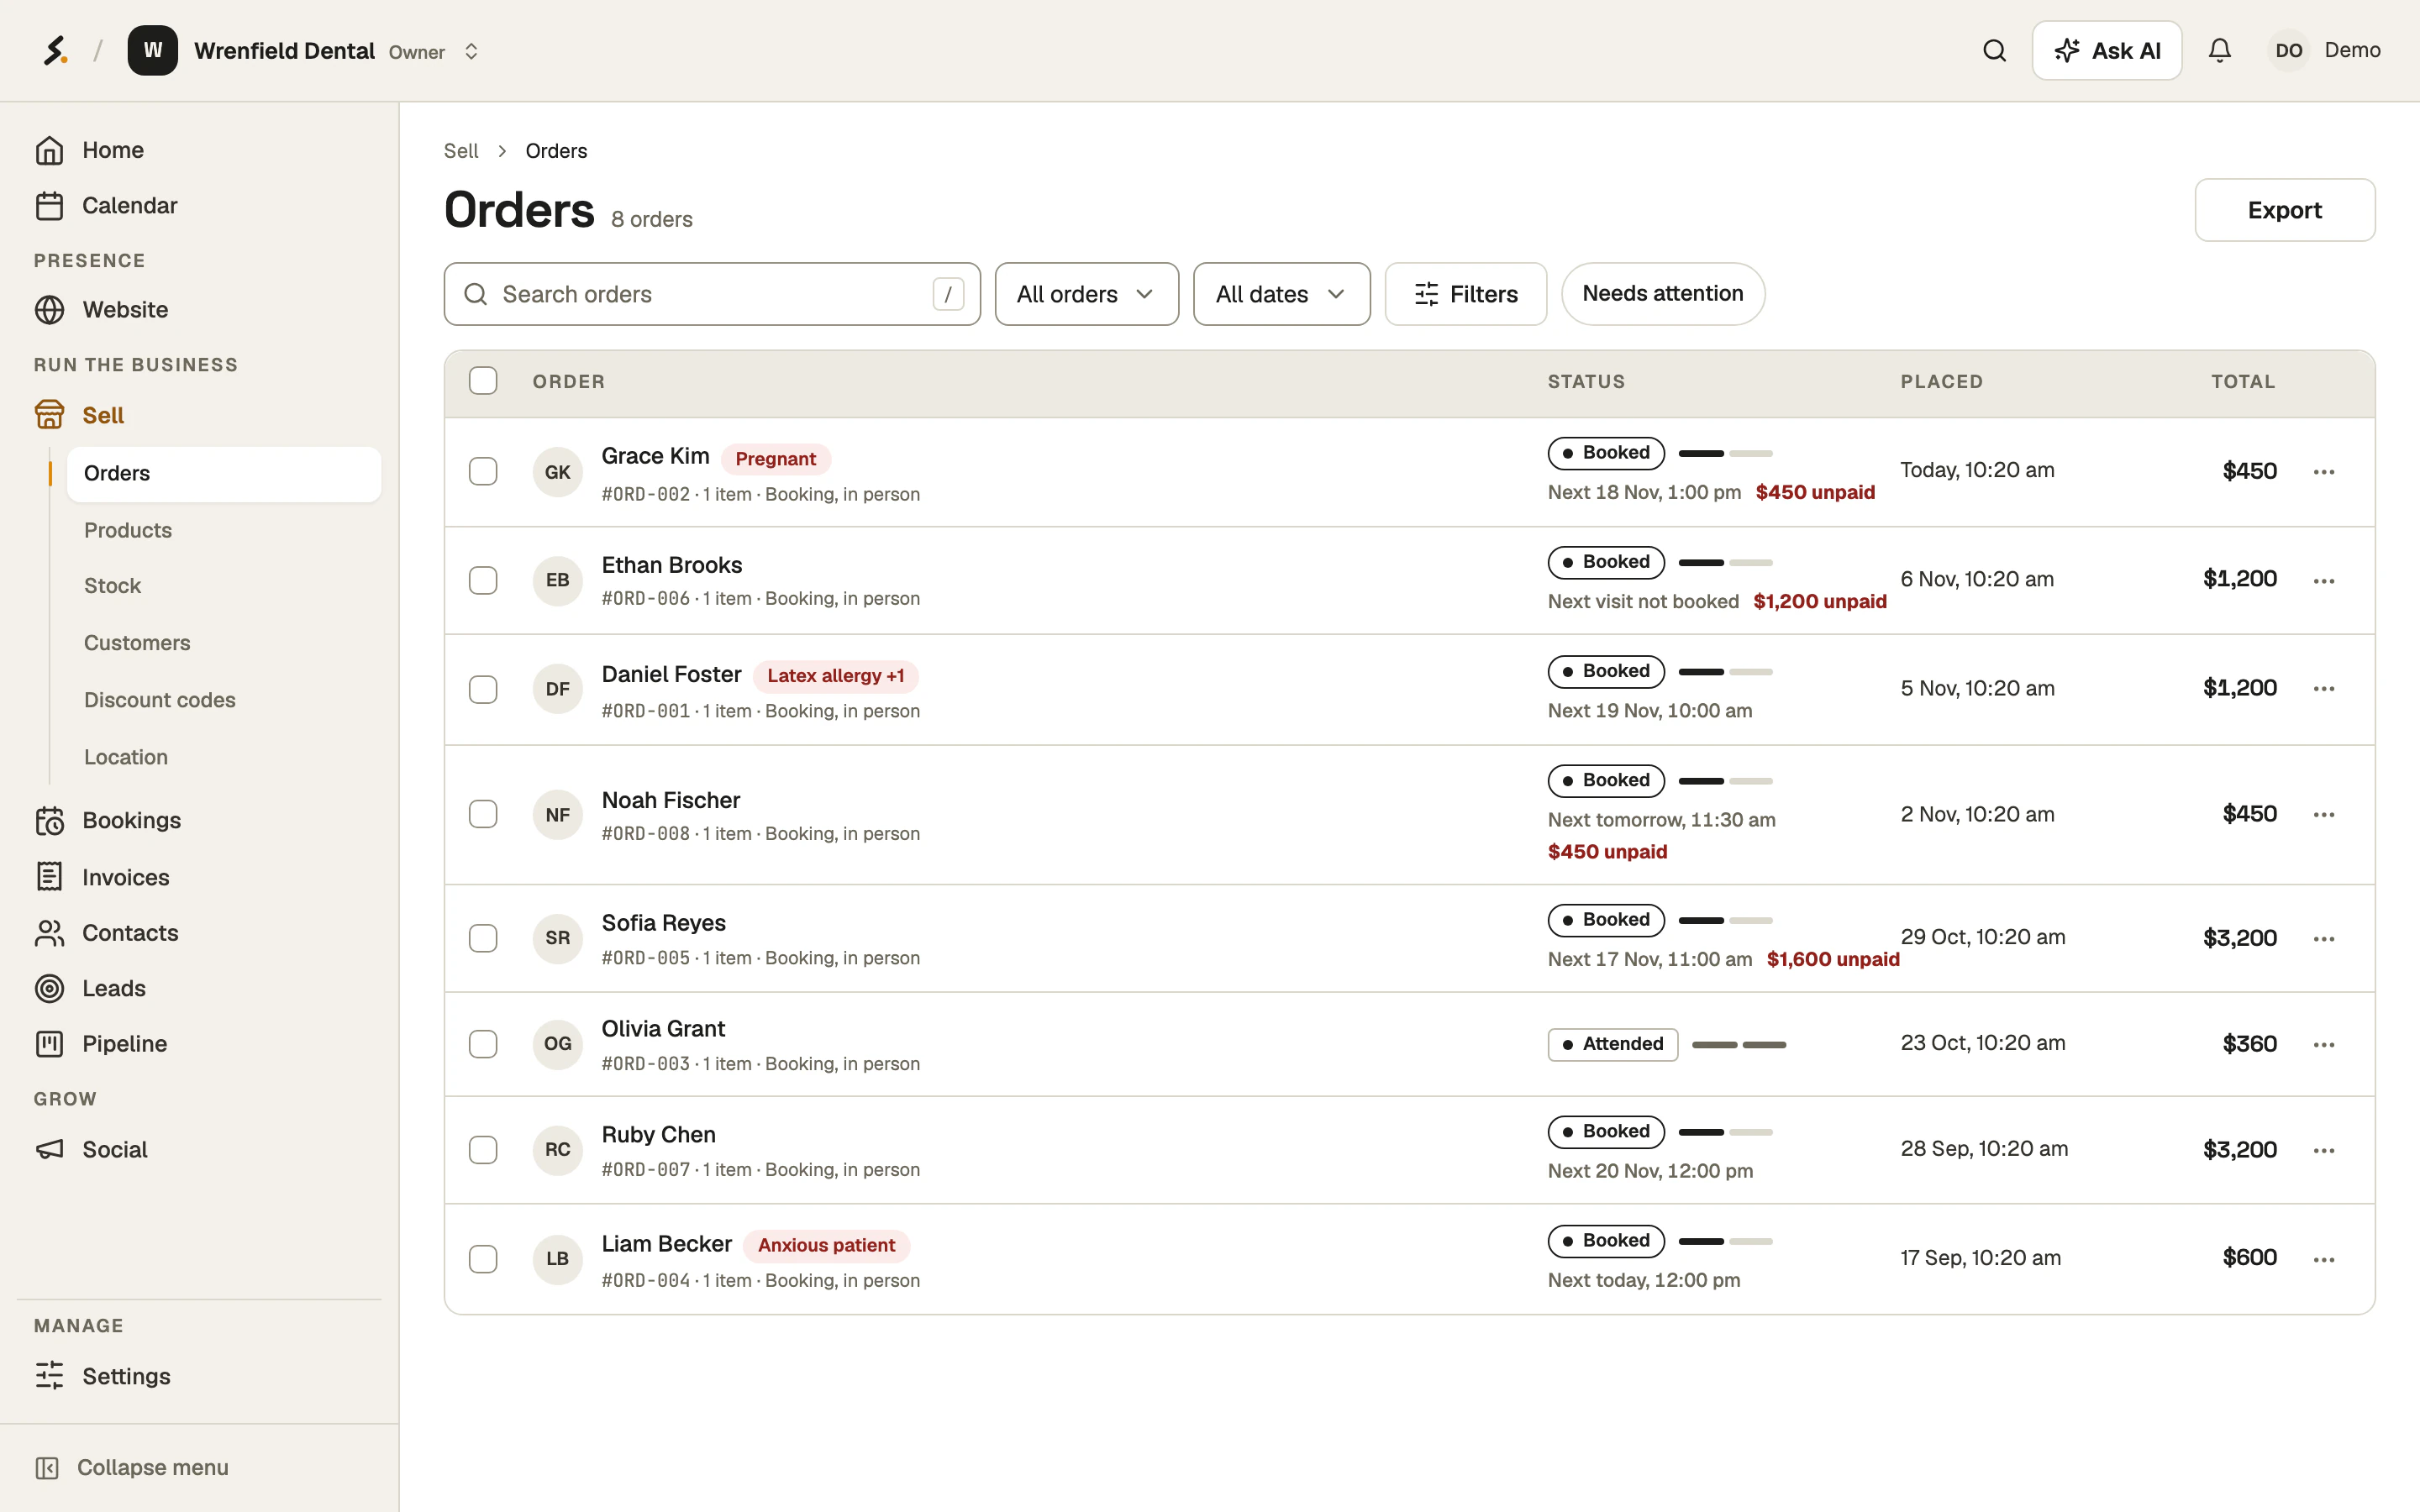 / W Wrenfield Dental Owner
Ask AI DO Demo
Home
Calendar
PRESENCE
Website
RUN THE BUSINESS
Sell
Orders
Products
Stock
Customers
Discount codes
Location
Bookings
Invoices
Contacts
Leads
Pipeline
GROW
Social
MANAGE
Settings
Collapse menu
Sell > Orders
Orders 8 orders
Export
Search orders / All orders All dates Filters Needs attention
ORDER STATUS PLACED TOTAL
GK Grace Kim Pregnant
#ORD-002 · 1 item · Booking, in person
Booked
Next 18 Nov, 1:00 pm $450 unpaid
Today, 10:20 am $450
EB Ethan Brooks
#ORD-006 · 1 item · Booking, in person
Booked
Next visit not booked $1,200 unpaid
6 Nov, 10:20 am $1,200
DF Daniel Foster Latex allergy +1
#ORD-001 · 1 item · Booking, in person
Booked
Next 19 Nov, 10:00 am
5 Nov, 10:20 am $1,200
NF Noah Fischer
#ORD-008 · 1 item · Booking, in person
Booked
Next tomorrow, 11:30 am
$450 unpaid
2 Nov, 10:20 am $450
SR Sofia Reyes
#ORD-005 · 1 item · Booking, in person
Booked
Next 17 Nov, 11:00 am $1,600 unpaid
29 Oct, 10:20 am $3,200
OG Olivia Grant
#ORD-003 · 1 item · Booking, in person
Attended
23 Oct, 10:20 am $360
RC Ruby Chen
#ORD-007 · 1 item · Booking, in person
Booked
Next 20 Nov, 12:00 pm
28 Sep, 10:20 am $3,200
LB Liam Becker Anxious patient
#ORD-004 · 1 item · Booking, in person
Booked
Next today, 12:00 pm
17 Sep, 10:20 am $600